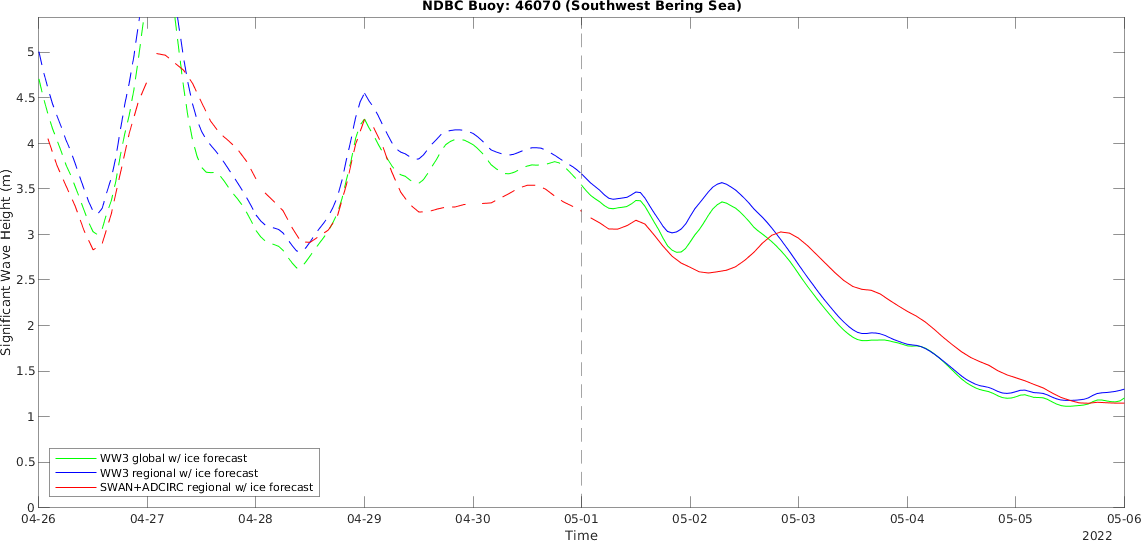 NDBC Buoy: 46070 (Southwest Bering Sea)
Significant Wave Height (m)
5
4.5
4
3.5
3
2.5
2
1.5
1
0.5
0
WW3 global w/ ice forecast
WW3 regional w/ ice forecast
SWAN+ADCIRC regional w/ ice forecast
04-26 04-27 04-28 04-29 04-30 05-01 05-02 05-03 05-04 05-05 05-06
Time
2022